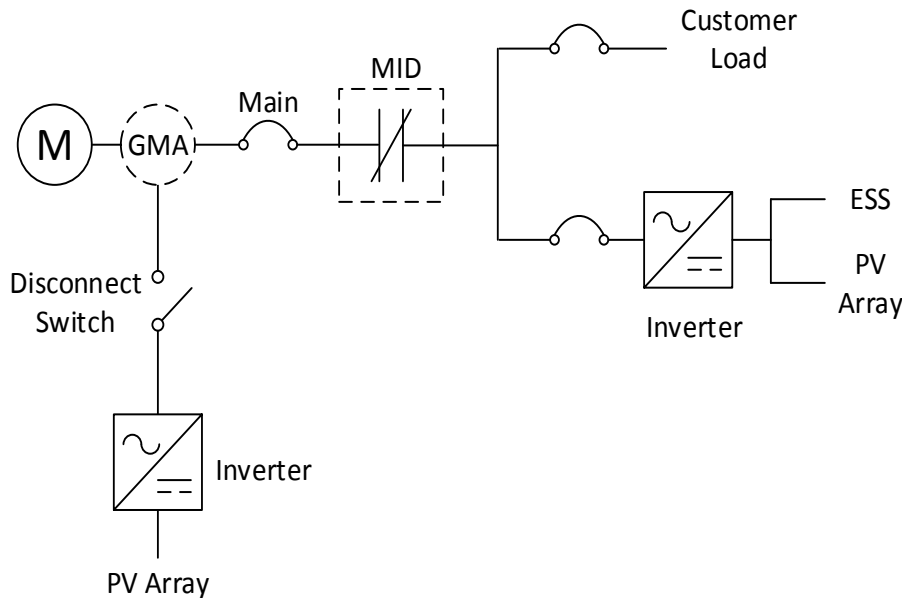 Customer
Load
MID
Main
M
GMA
ESS
PV
Array
Disconnect
Switch
Inverter
Inverter
PV Array